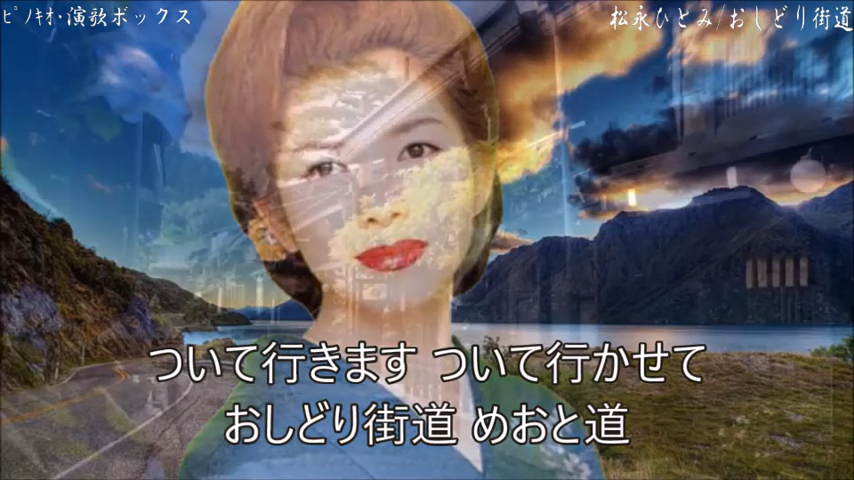 ピノキオ・演歌ボックス
松永ひとみ/おしどり街道
ついて行きます ついて行かせて
おしどり街道 めおと道